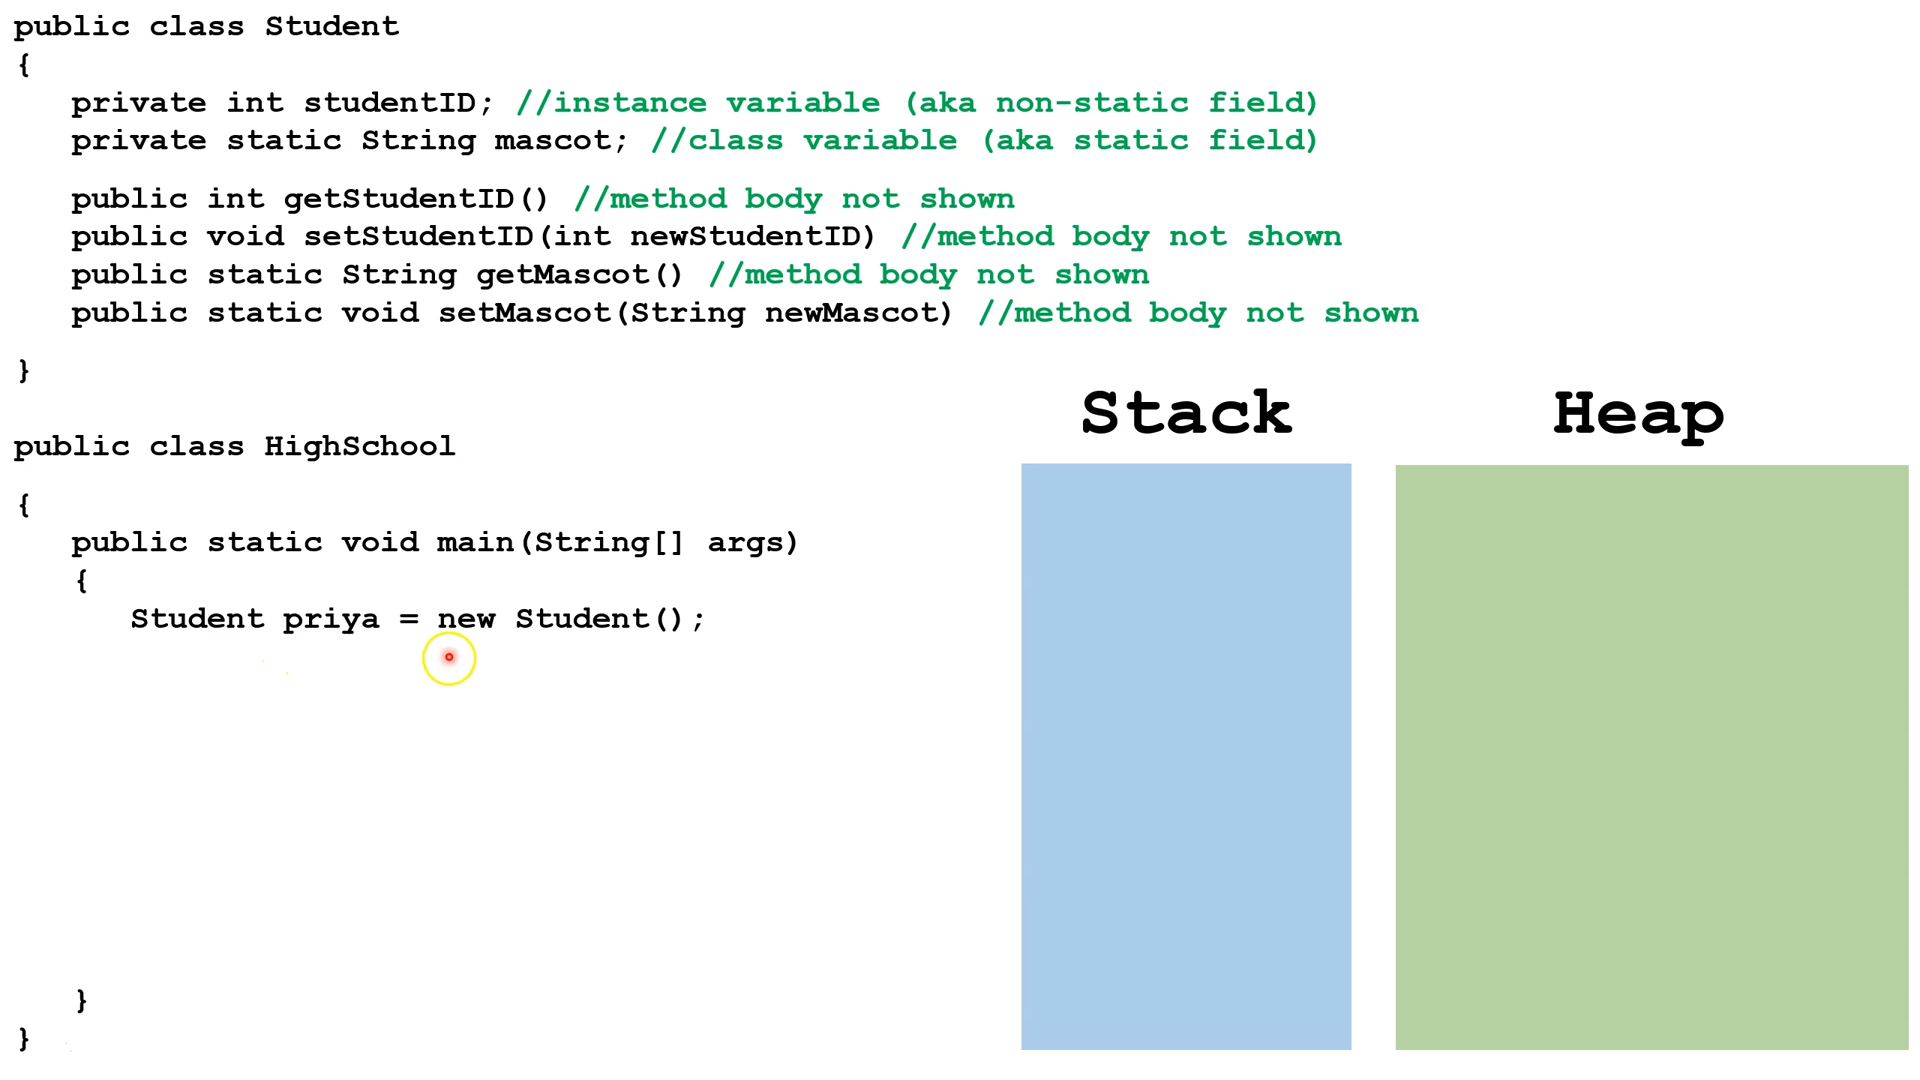 public class Student
{
private int studentID; //instance variable (aka non-static field)
private static String mascot; //class variable (aka static field)
public int getStudentID() //method body not shown
public void setStudentID(int newStudentID) //method body not shown
public static String getMascot() //method body not shown
public static void setMascot(String newMascot) //method body not shown
}
Stack
Heap
public class HighSchool
{
public static void main(String[] args)
{
Student priya = new Student();
}
}